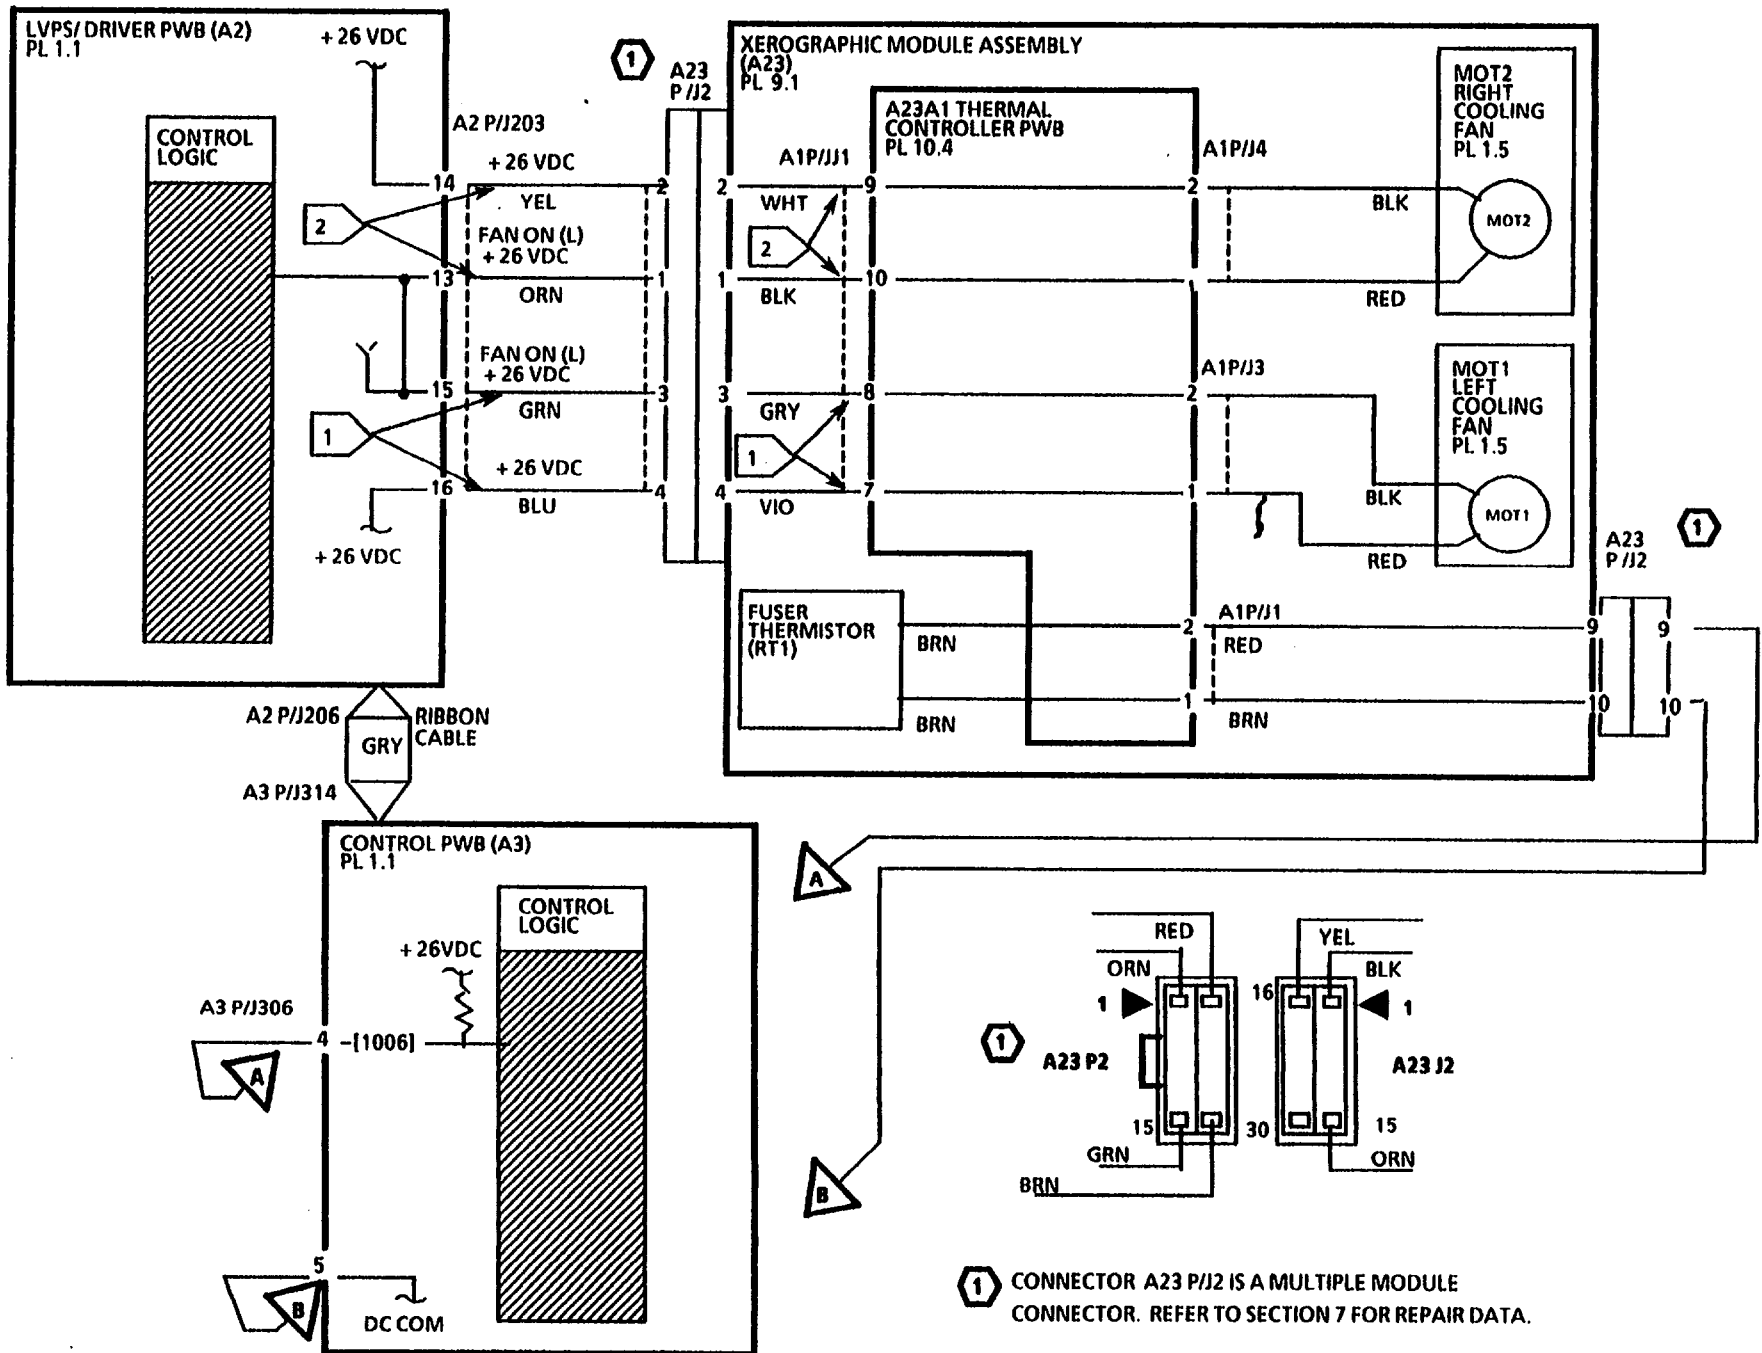 LVPS/ DRIVER PWB (A2)
PL 1.1
+ 26 VDC
CONTROL
LOGIC
A2 P/J203
+ 26 VDC
14
YEL
2
FAN ON (L)
+ 26 VDC
13
ORN
1
FAN ON (L)
+ 26 VDC
15
GRN
3
1
+ 26 VDC
16
BLU
4
+ 26 VDC
2
1
A23
P /J2
XEROGRAPHIC MODULE ASSEMBLY
(A23)
PL 9.1
A23A1 THERMAL
CONTROLLER PWB
PL 10.4
A1P/JJ1
A1P/J4
2
WHT
9
2
BLK
2
1
BLK
10
1
RED
MOT2
RIGHT
COOLING
FAN
PL 1.5
MOT2
A1P/J3
3
GRY
8
2
1
4
VIO
7
1
BLK
RED
MOT1
LEFT
COOLING
FAN
PL 1.5
MOT1
1
A23
P /J2
FUSER
THERMISTOR
(RT1)
BRN
2
A1P/J1
RED
9
9
BRN
1
BRN
10
10
A2 P/J206
RIBBON
CABLE
GRY
A3 P/J314
CONTROL PWB (A3)
PL 1.1
CONTROL
LOGIC
+ 26VDC
A3 P/J306
4
-[1006]
A
5
B
DC COM
A
B
RED
ORN
1
1
A23 P2
15
30
GRN
BRN
YEL
BLK
16
1
A23 J2
15
ORN
1 CONNECTOR A23 P/J2 IS A MULTIPLE MODULE
CONNECTOR. REFER TO SECTION 7 FOR REPAIR DATA.